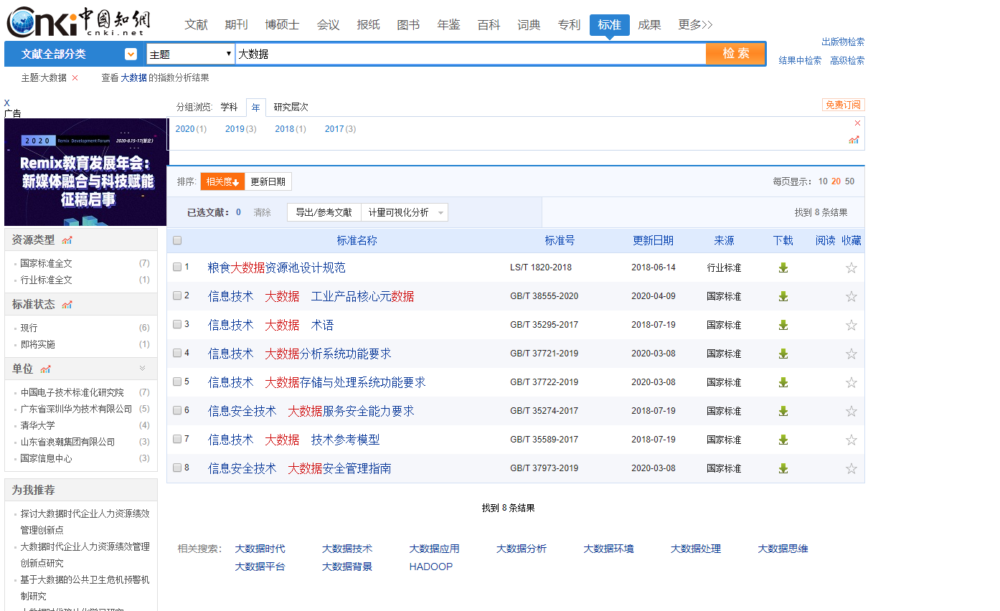 Cnki中国知网
cnki.net
文献 期刊 博硕士 会议 报纸 图书 年鉴 百科 词典 专利 标准 成果 更多>>
文献全部分类 主题 大数据 检索
出版物检索
结果中检索 高级检索
主题:大数据 查看 大数据 的指数分析结果
X
广告
2020 Remix Development Forum 2020-8.15-17(暂定)
Remix教育发展年会：
新媒体融合与科技赋能
征稿启事
分组浏览: 学科 年 研究层次 免费订阅
2020 (1) 2019 (3) 2018 (1) 2017 (3)
排序: 相关度 更新日期 每页显示： 10 20 50
已选文献： 0 清除 导出/参考文献 计量可视化分析 找到 8 条结果
标准名称 标准号 更新日期 来源 下载 阅读 收藏
1 粮食大数据资源池设计规范 LS/T 1820-2018 2018-06-14 行业标准
2 信息技术 大数据 工业产品核心元数据 GB/T 38555-2020 2020-04-09 国家标准
3 信息技术 大数据 术语 GB/T 35295-2017 2018-07-19 国家标准
4 信息技术 大数据分析系统功能要求 GB/T 37721-2019 2020-03-08 国家标准
5 信息技术 大数据存储与处理系统功能要求 GB/T 37722-2019 2020-03-08 国家标准
6 信息安全技术 大数据服务安全能力要求 GB/T 35274-2017 2018-07-19 国家标准
7 信息技术 大数据 技术参考模型 GB/T 35589-2017 2018-07-19 国家标准
8 信息安全技术 大数据安全管理指南 GB/T 37973-2019 2020-03-08 国家标准
找到 8 条结果
相关搜索： 大数据时代 大数据技术 大数据应用 大数据分析 大数据环境 大数据处理 大数据思维
大数据平台 大数据背景 HADOOP
资源类型
国家标准全文 (7)
行业标准全文 (1)
标准状态
现行 (6)
即将实施 (1)
单位
中国电子技术标准化研究院 (7)
广东省深圳华为技术有限公司 (5)
清华大学 (4)
山东省浪潮集团有限公司 (3)
国家信息中心 (3)
为我推荐
探讨大数据时代企业人力资源绩效
管理创新点
大数据时代企业人力资源绩效管理
创新点研究
基于大数据的公共卫生危机预警机
制研究